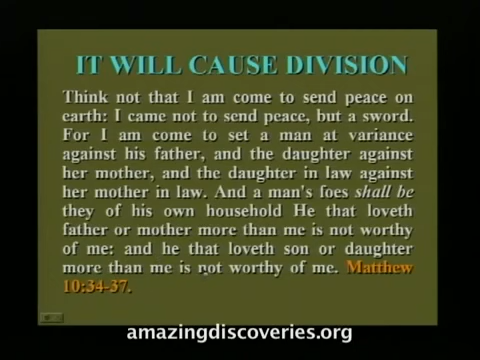 IT WILL CAUSE DIVISION
Think not that I am come to send peace on
earth: I came not to send peace, but a sword.
For I am come to set a man at variance
against his father, and the daughter against
her mother, and the daughter in law against
her mother in law. And a man's foes shall be
they of his own household He that loveth
father or mother more than me is not worthy
of me: and he that loveth son or daughter
more than me is not worthy of me. Matthew
10:34-37.
amazingdiscoveries.org